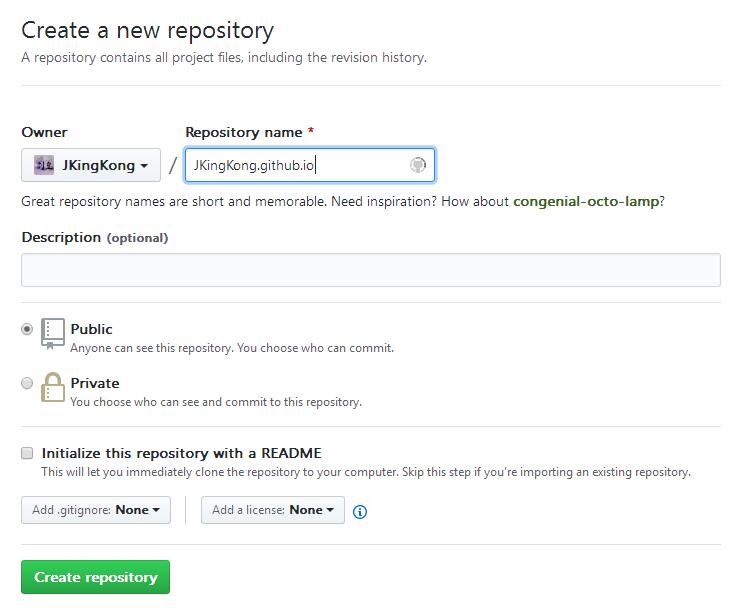 Create a new repository
A repository contains all project files, including the revision history.
Owner
Repository name *
JKingKong
/
JKingKong.github.io
Great repository names are short and memorable. Need inspiration? How about congenial-octo-lamp?
Description (optional)
Public
Anyone can see this repository. You choose who can commit.
Private
You choose who can see and commit to this repository.
Initialize this repository with a README
This will let you immediately clone the repository to your computer. Skip this step if you’re importing an existing repository.
Add .gitignore: None
Add a license: None
Create repository